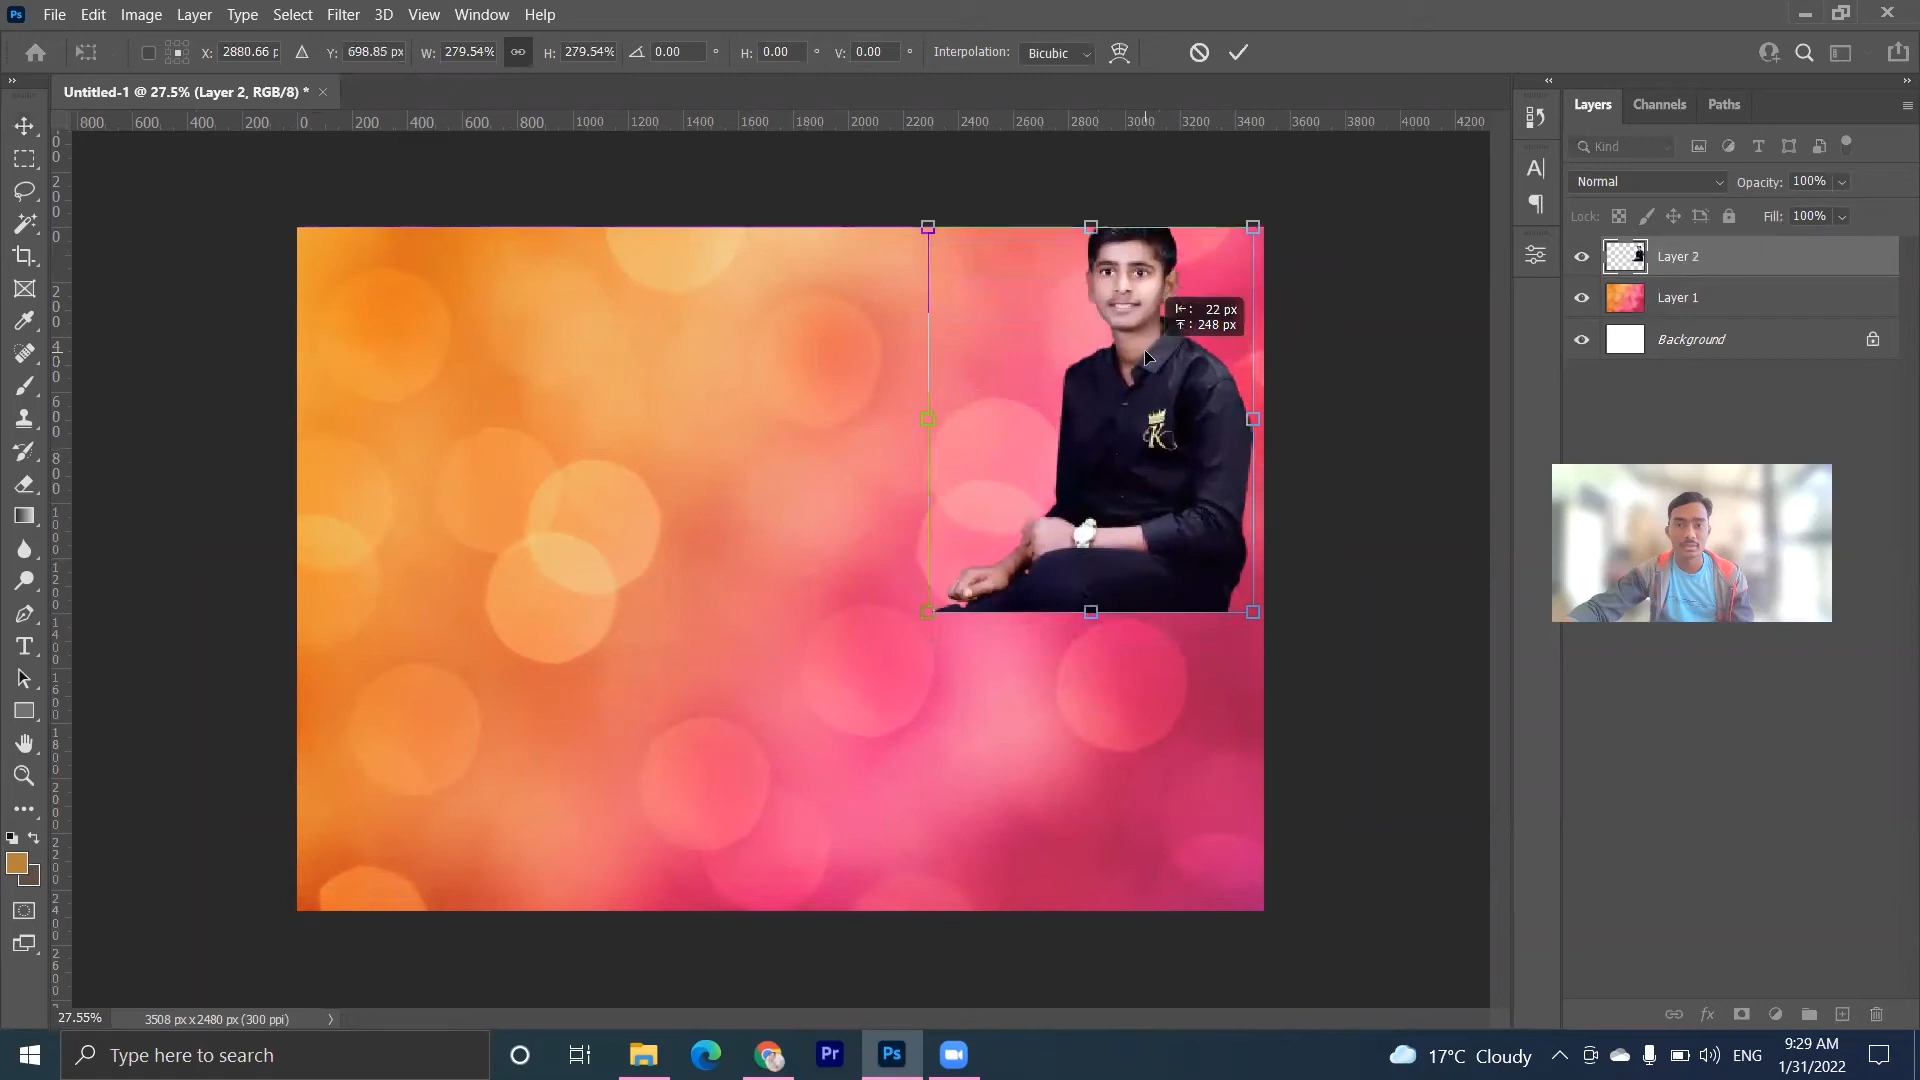 Ps File Edit Image Layer Type Select Filter 3D View Window Help
X: 2880.66 p Y: 698.85 px W: 279.54% H: 279.54% 0.00 ° H: 0.00 ° V: 0.00 ° Interpolation: Bicubic
Untitled-1 @ 27.5% (Layer 2, RGB/8) * ×
Layers Channels Paths
800 600 400 200 0 200 400 600 800 1000 1200 1400 1600 1800 2000 2200 2400 2600 2800 3000 3200 3400 3600 3800 4000 4200
Kind
Normal Opacity: 100%
Lock: Fill: 100%
Layer 2
Layer 1
Background
22 px
248 px
K
27.55% 3508 px x 2480 px (300 ppi)
Type here to search
Pr Ps
17°C Cloudy ENG
9:29 AM
1/31/2022